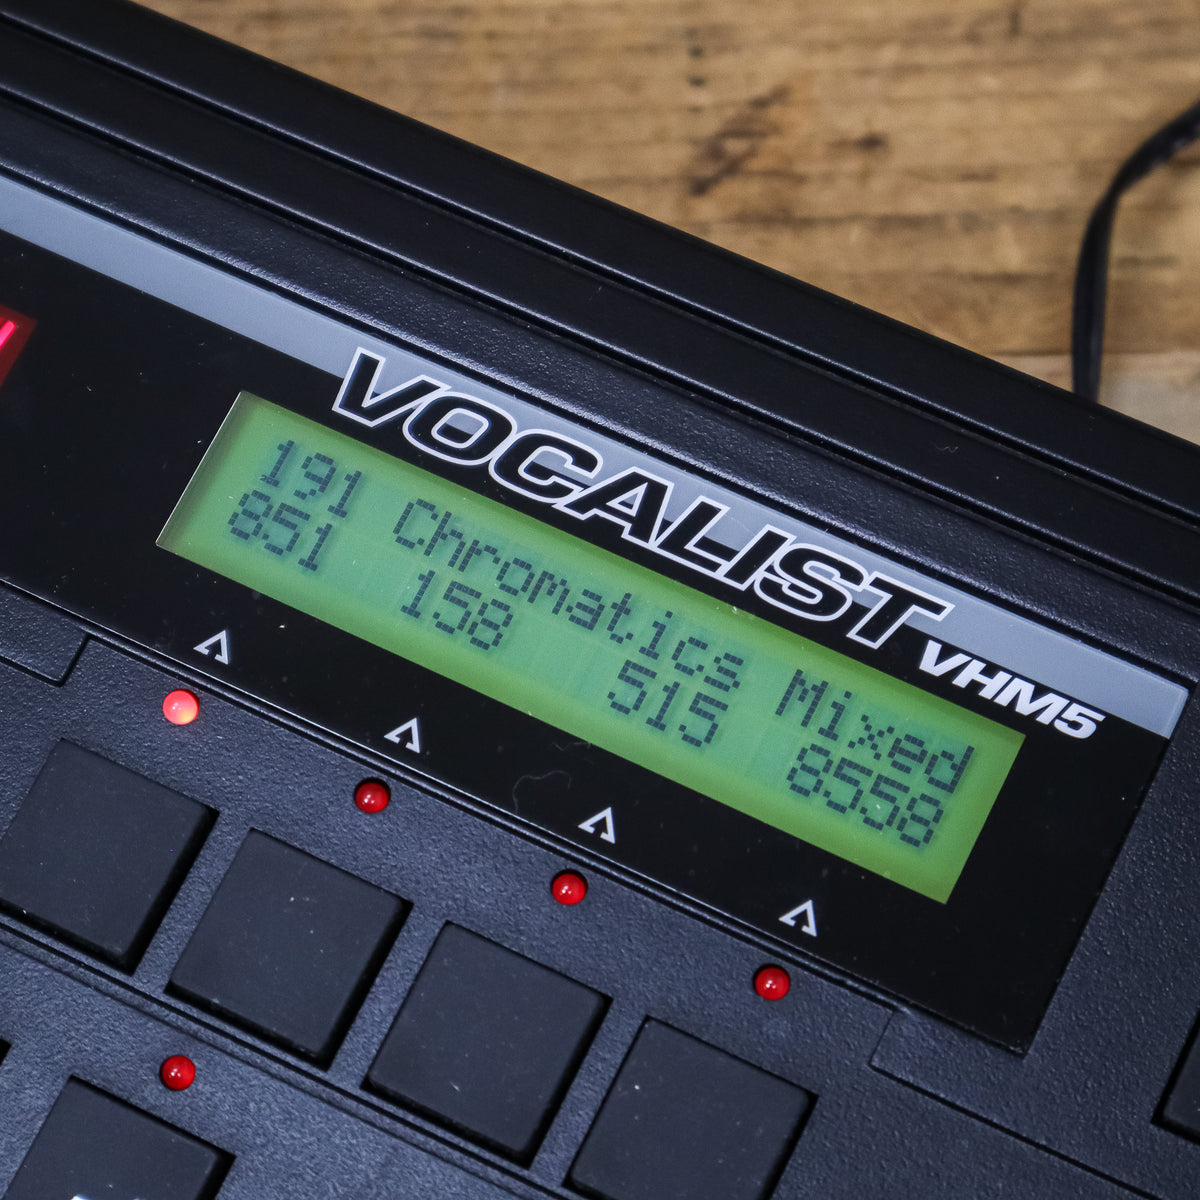 VOCALIST VHM5
191 Chromatics Mixed
851 158 515 8558